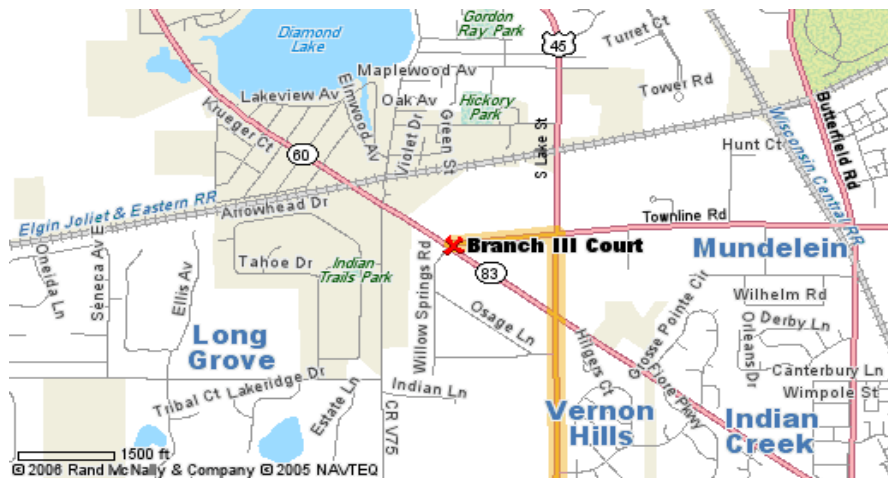 Gordon
Ray Park
Diamond
Lake
45
Turret Ct
Maplewood Av
Tower Rd
Lakeview Av
Elmwood Av
Oak Av
Hickory
Park
Krueger Ct
Violet Dr
Green St
S Lake St
Butterfield Rd
Wisconsin Central RR
Hunt Ct
60
Elgin Joliet & Eastern RR
Arrowhead Dr
Townline Rd
Branch III Court
Mundelein
Oneida Ln
Seneca Av E
Ellis Av
Tahoe Dr
Indian
Trails Park
Willow Springs Rd
83
Osage Ln
Grosse Pointe Cir
Wilhelm Rd
Orleans Dr
Derby Ln
Long
Grove
Hilgers Ct
Fiore Pkwy
Canterbury Ln
Wimpole St
Tribal Ct
Lakeridge Dr
Estate Ln
Indian Ln
CR V75
Vernon
Hills
Indian
Creek
1500 ft
© 2006 Rand McNally & Company © 2005 NAVTEQ